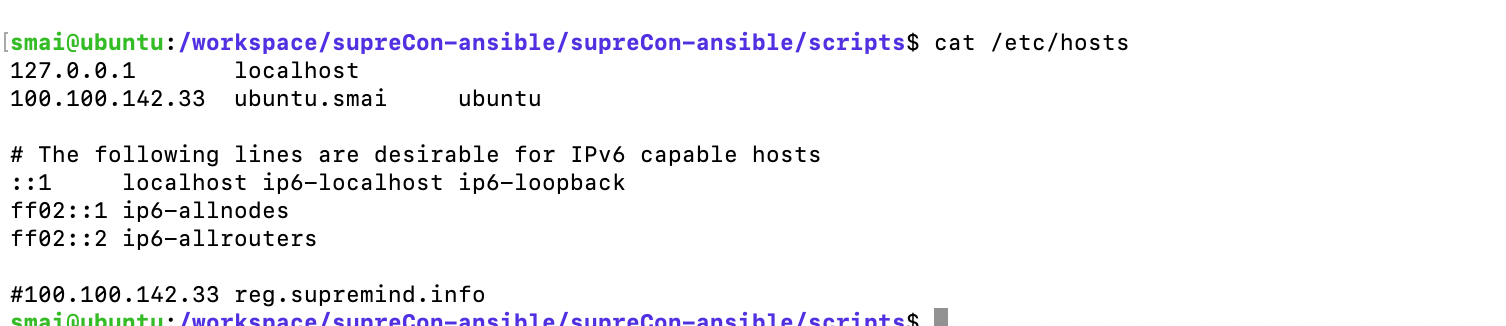 smai@ubuntu:/workspace/supreCon-ansible/supreCon-ansible/scripts$ cat /etc/hosts
127.0.0.1 localhost
100.100.142.33 ubuntu.smai ubuntu
# The following lines are desirable for IPv6 capable hosts
::1 localhost ip6-localhost ip6-loopback
ff02::1 ip6-allnodes
ff02::2 ip6-allrouters
#100.100.142.33 reg.supremind.info
smai@ubuntu:/workspace/supreCon-ansible/supreCon-ansible/scripts$